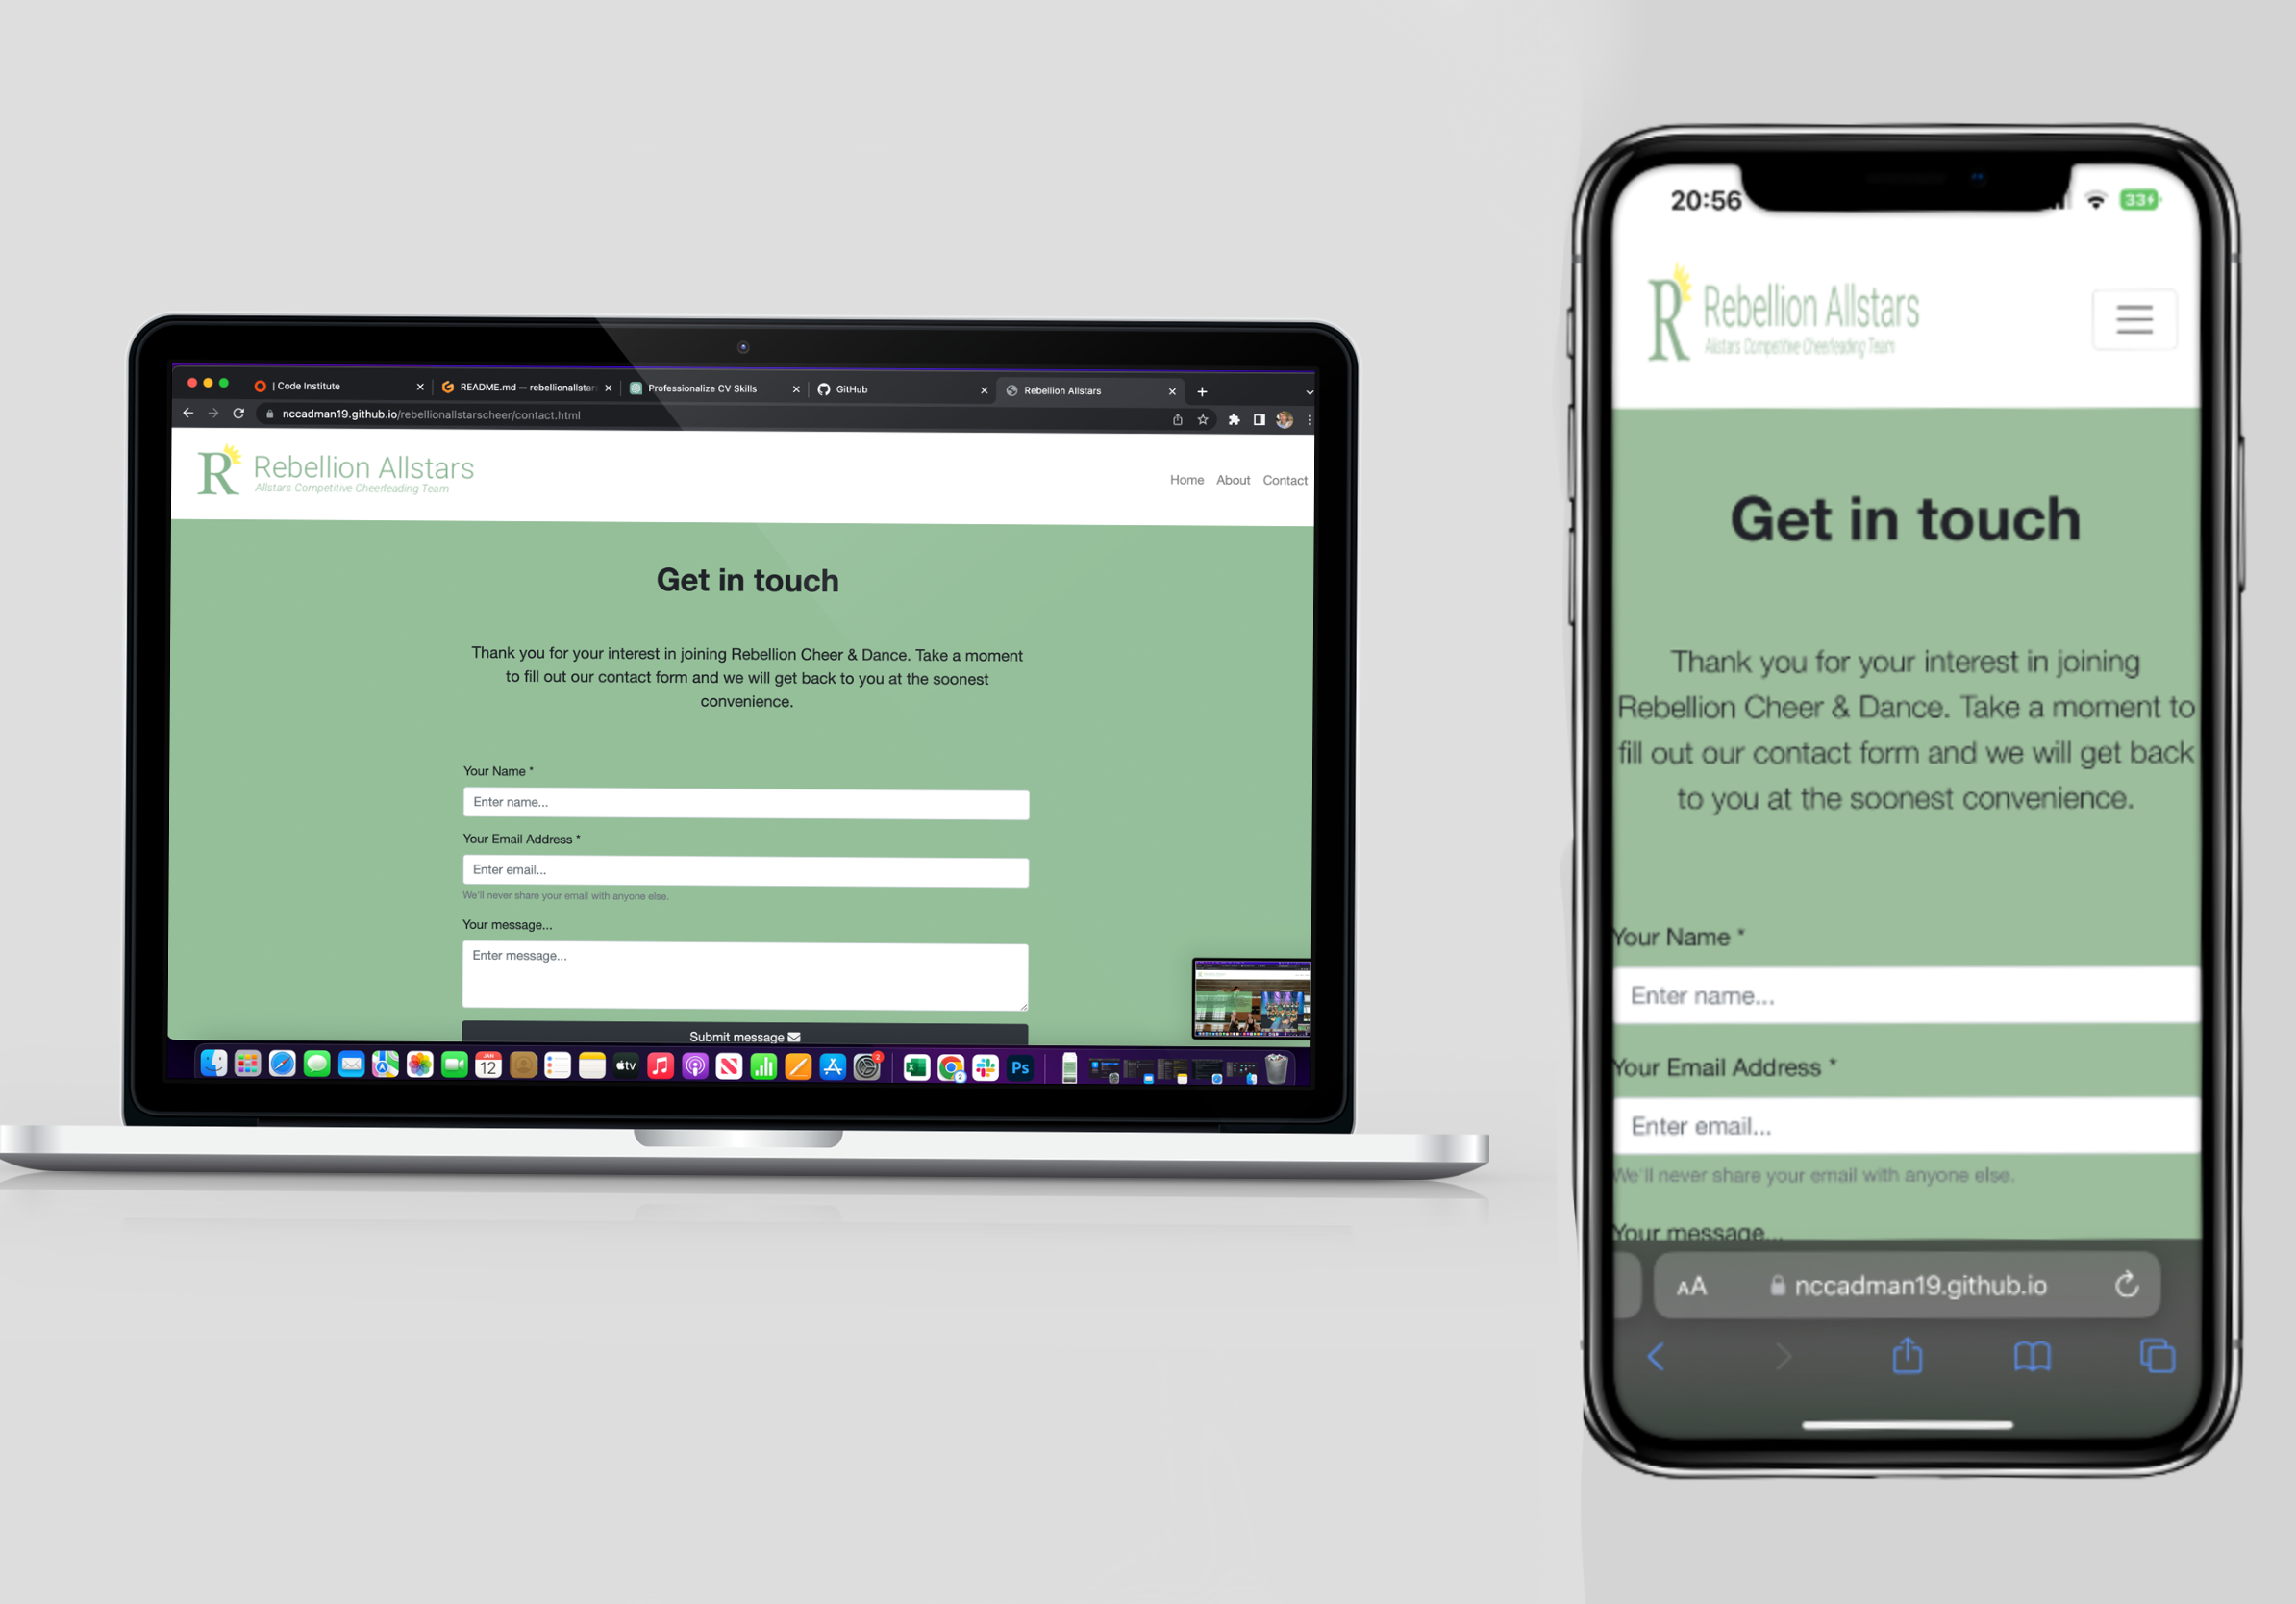 | Code Institute
README.md — rebellionallstar
Professionalize CV Skills
GitHub
Rebellion Allstars
nccadman19.github.io/rebellionallstarscheer/contact.html
R Rebellion Allstars
Allstars Competitive Cheerleading Team
Home About Contact
Get in touch
Thank you for your interest in joining Rebellion Cheer & Dance. Take a moment
to fill out our contact form and we will get back to you at the soonest
convenience.
Your Name *
Enter name...
Your Email Address *
Enter email...
We'll never share your email with anyone else.
Your message...
Enter message...
Submit message
JAN
12
tv
2
2
Ps
20:56
33
R Rebellion Allstars
Allstars Competitive Cheerleading Team
Get in touch
Thank you for your interest in joining
Rebellion Cheer & Dance. Take a moment to
fill out our contact form and we will get back
to you at the soonest convenience.
Your Name *
Enter name...
Your Email Address *
Enter email...
We'll never share your email with anyone else.
Your message...
AA
nccadman19.github.io